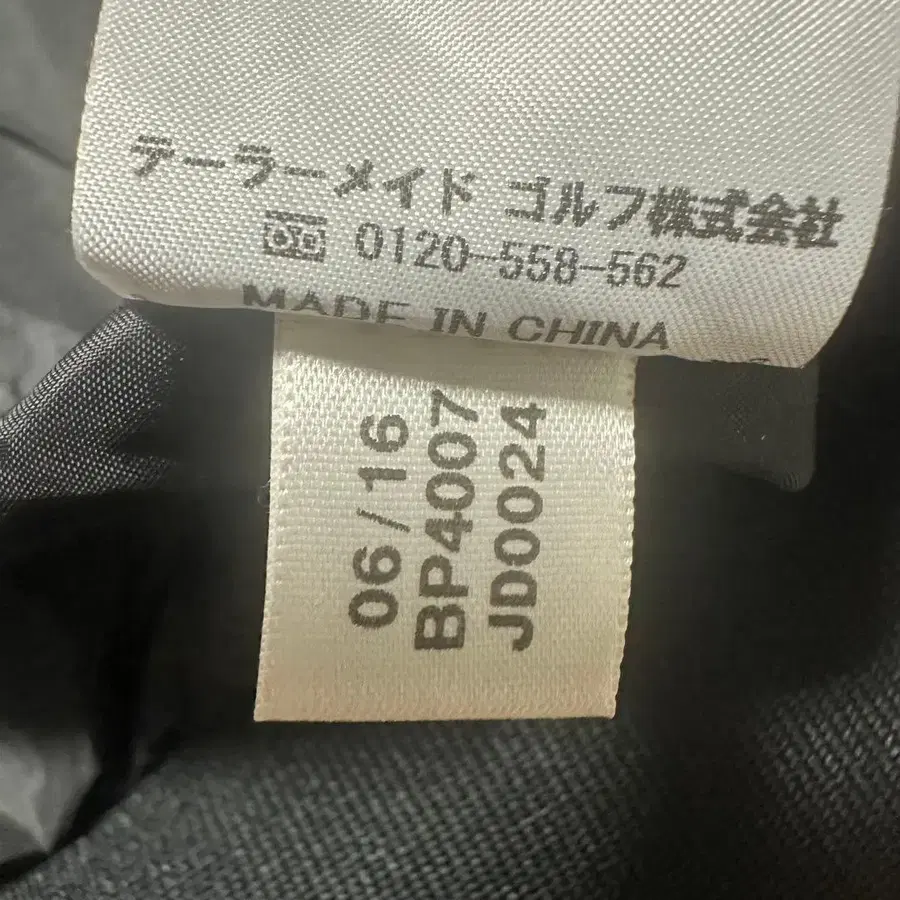 テーラーメイド ゴルフ株式会社
0120-558-562
MADE IN CHINA
06/16
BP4007
JD0024